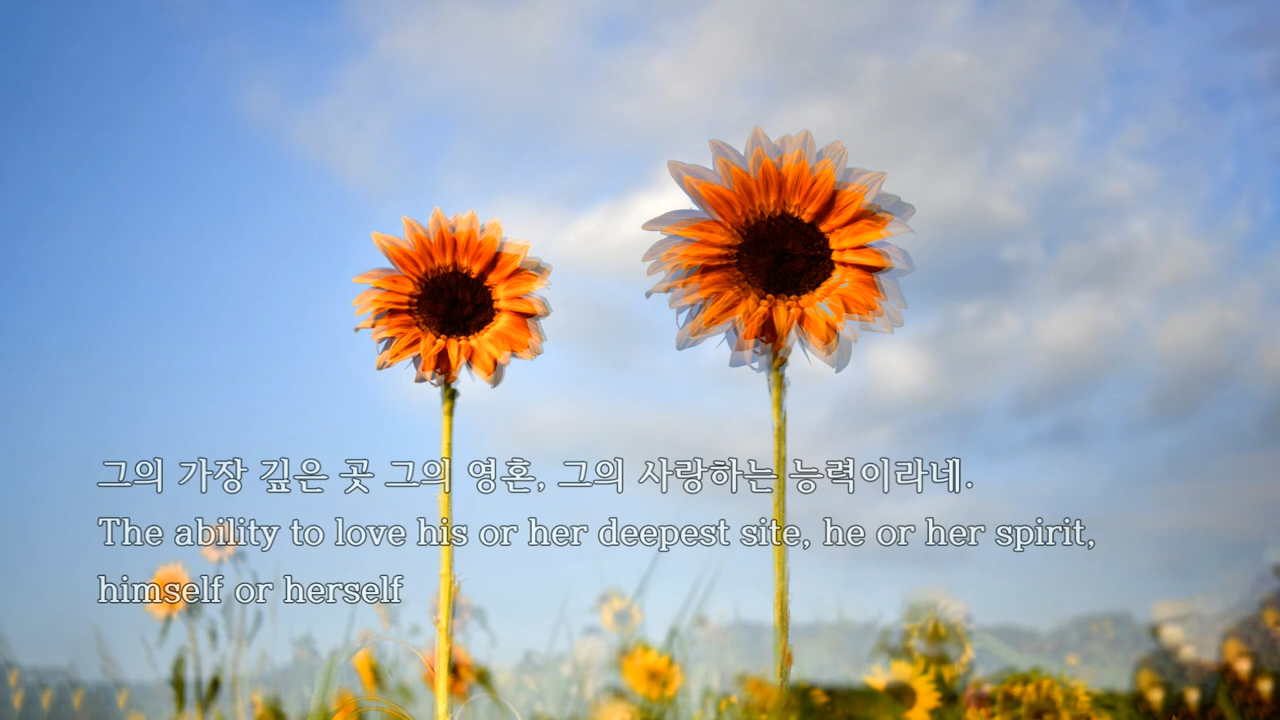 그의 가장 깊은 곳 그의 영혼, 그의 사랑하는 능력이라네.
The ability to love his or her deepest site, he or her spirit,
himself or herself